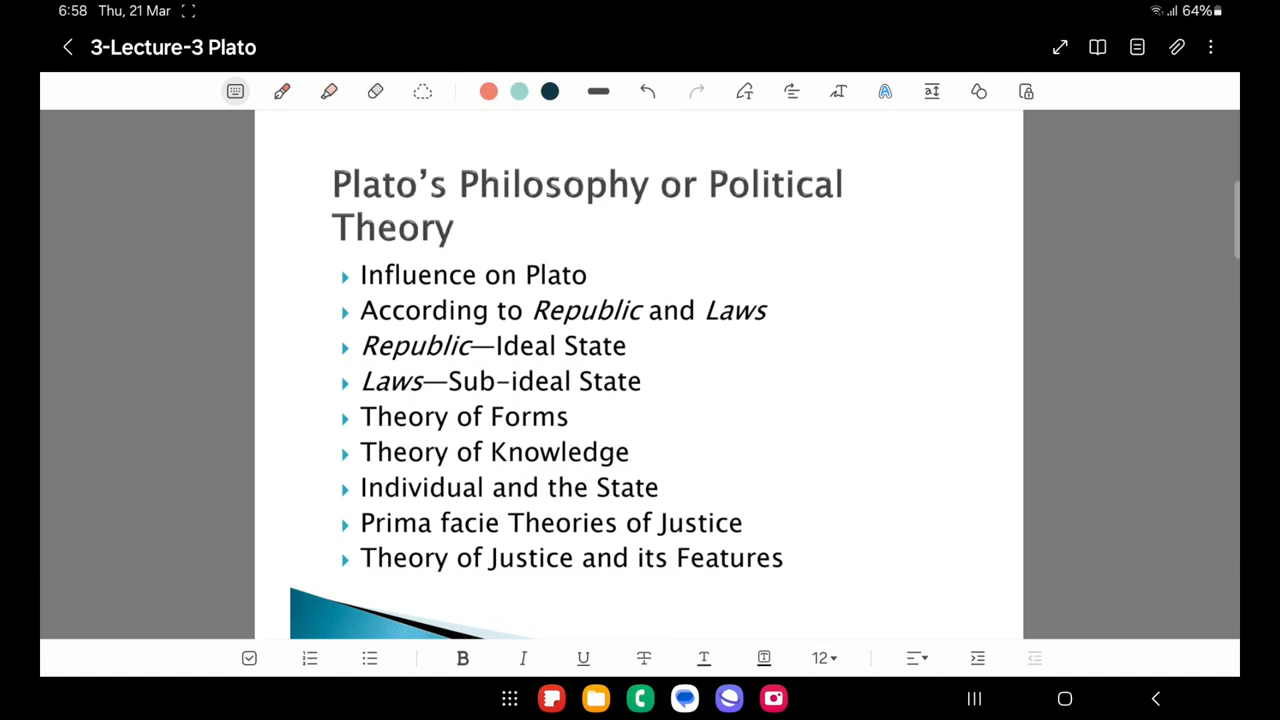 6:58 Thu, 21 Mar 64%
3-Lecture-3 Plato
Plato's Philosophy or Political
Theory
Influence on Plato
According to Republic and Laws
Republic—Ideal State
Laws—Sub-ideal State
Theory of Forms
Theory of Knowledge
Individual and the State
Prima facie Theories of Justice
Theory of Justice and its Features
B I U T T T 12